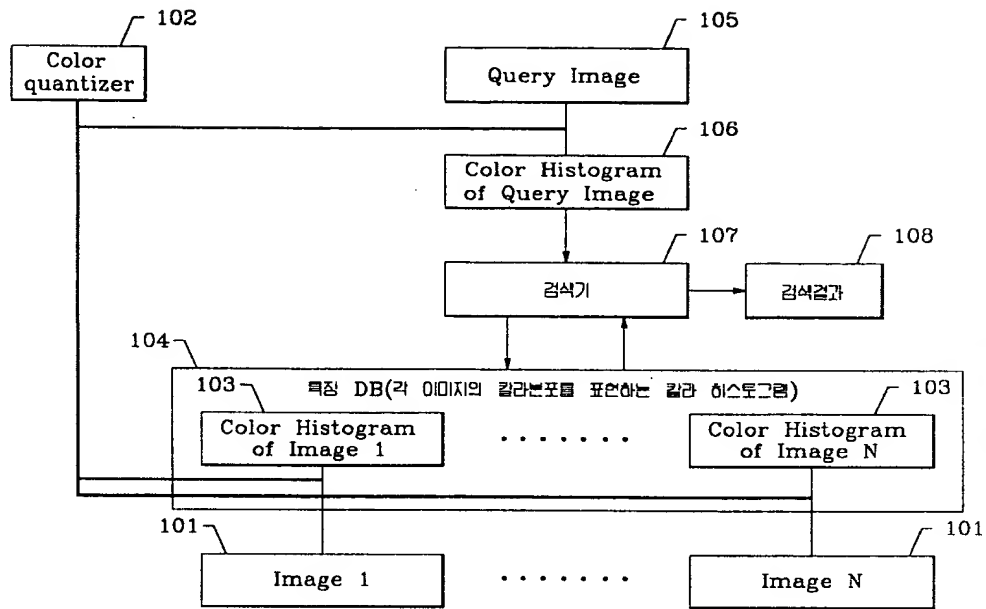 102
Color
quantizer
105
Query Image
106
Color Histogram
of Query Image
107
검색기
108
검색결과
104
특징 DB(각 이미지의 칼라분포를 표현하는 칼라 히스토그램)
103
Color Histogram
of Image 1
.......
103
Color Histogram
of Image N
101
Image 1
.......
101
Image N